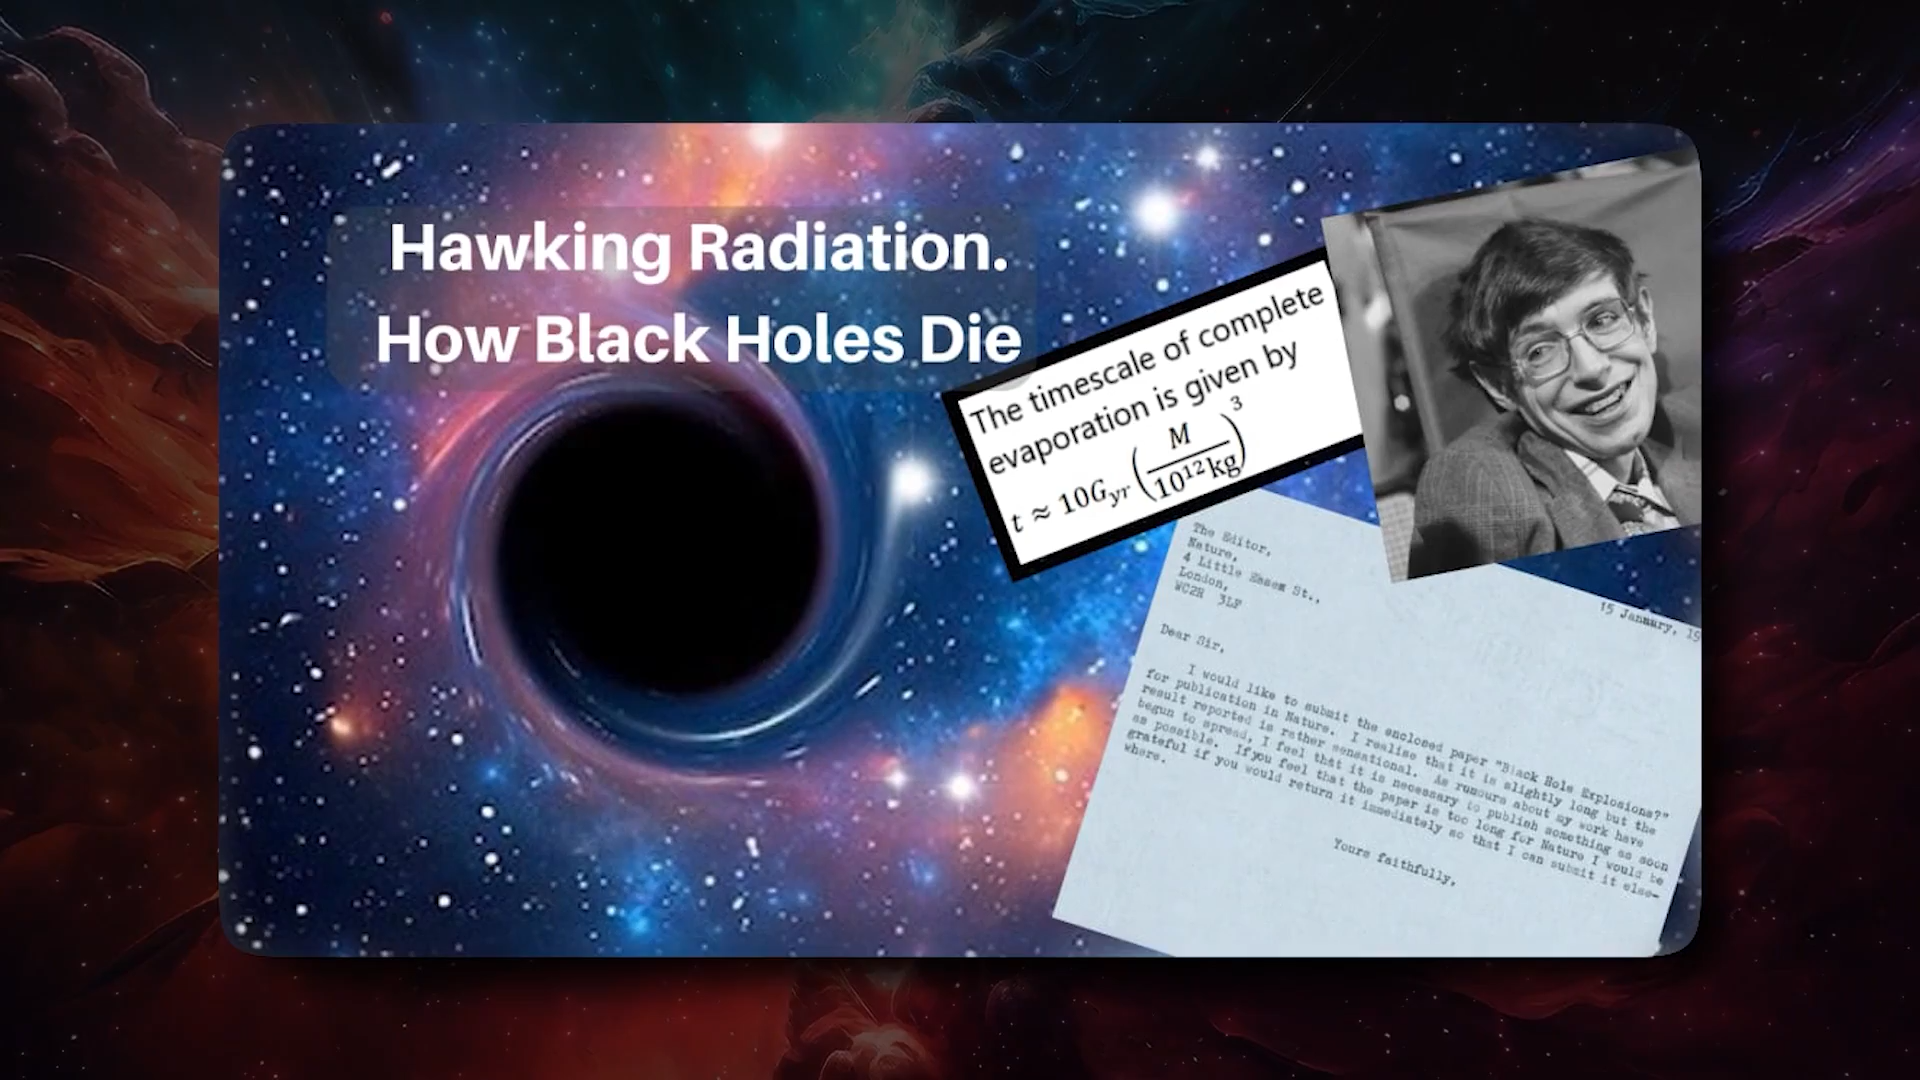 Hawking Radiation.
How Black Holes Die
The timescale of complete
evaporation is given by
t ≈ 10Gyr (M/10¹²kg)³
The Editor,
Nature,
4 Little Essex St.,
London,
WC2R 3LF
15 January, 19
Dear Sir,
I would like to submit the enclosed paper "Black Hole Explosions?"
for publication in Nature. I realise that it is slightly long but the
result reported is rather sensational. As rumours about my work have
begun to spread, I feel that it is necessary to publish something as soon
as possible. If you feel that the paper is too long for Nature I would be
grateful if you would return it immediately so that I can submit it else-
where.
Yours faithfully,